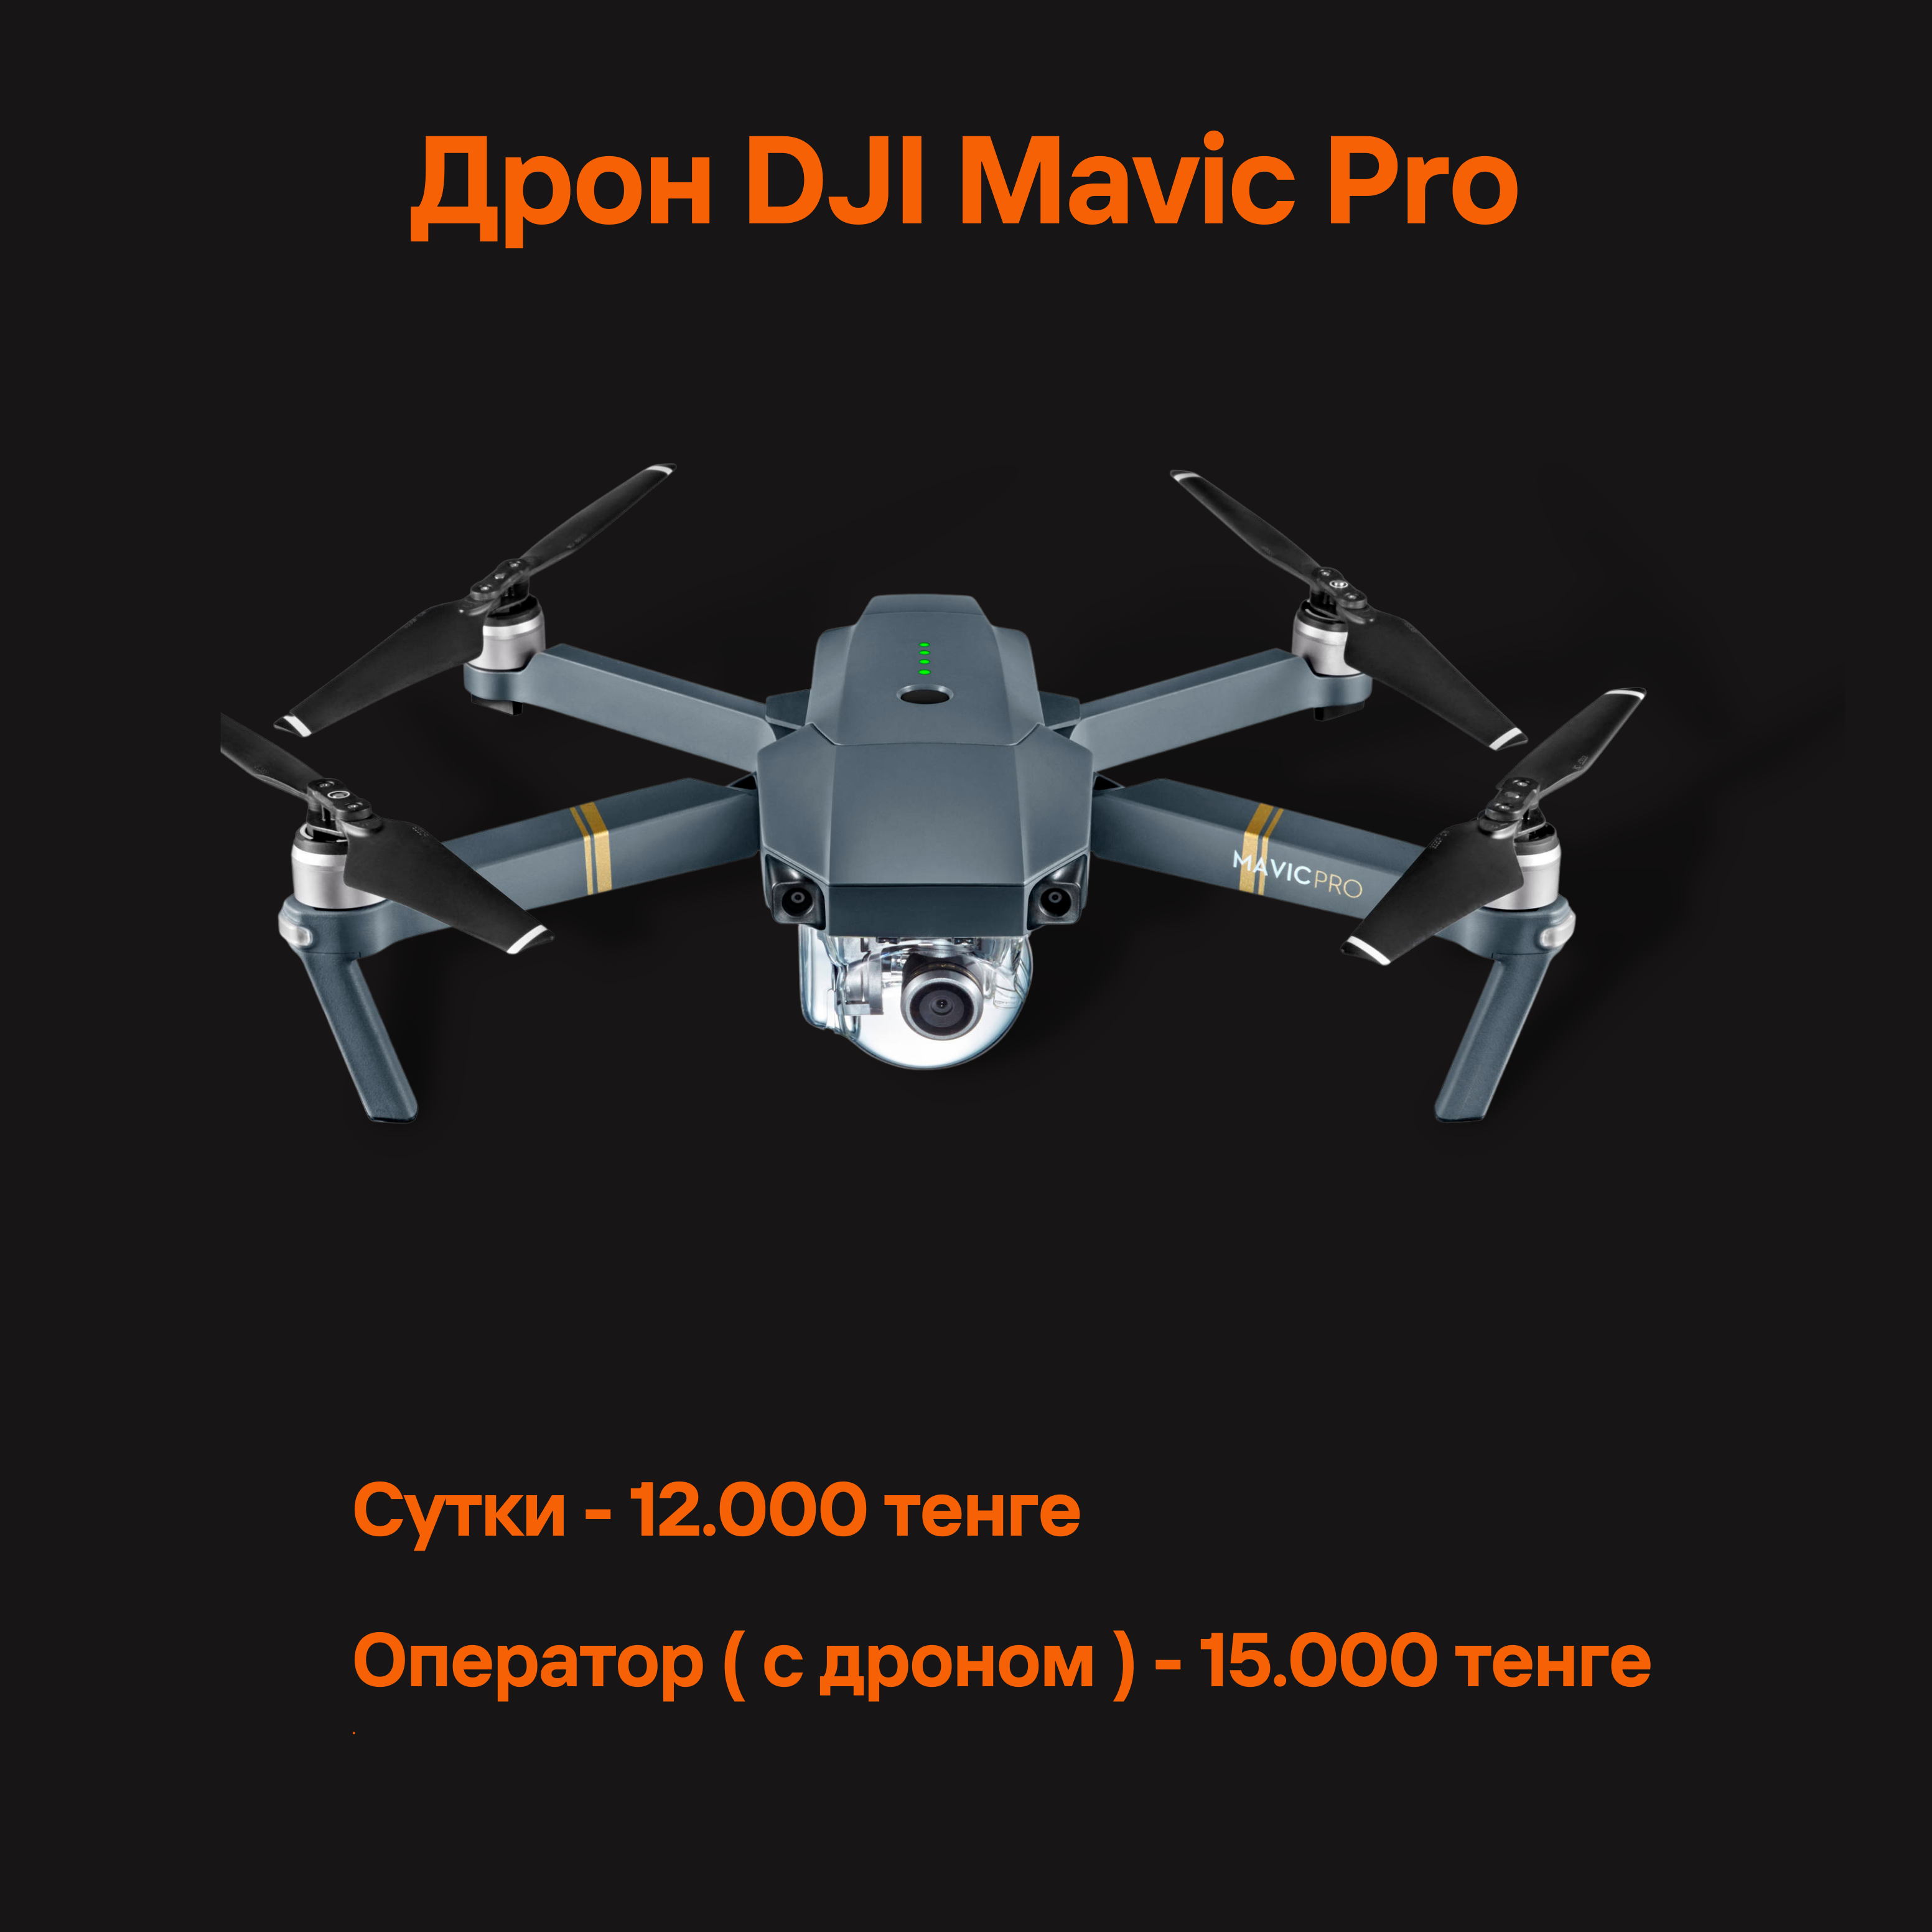 Дрон DJI Mavic Pro
MAVIC PRO
Сутки - 12.000 тенге
Оператор ( с дроном ) - 15.000 тенге
.